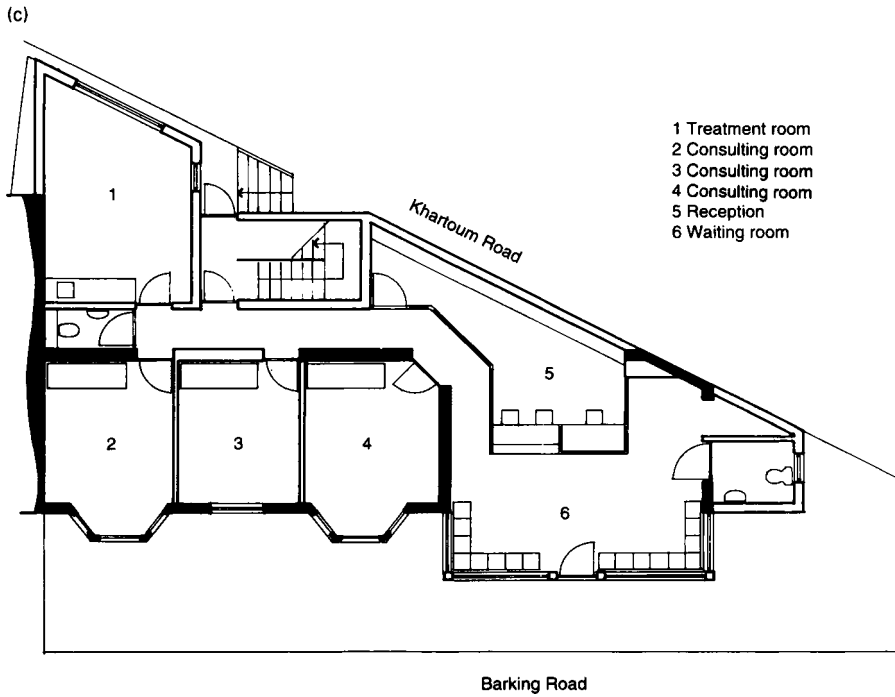 (c)
1 Treatment room
2 Consulting room
3 Consulting room
4 Consulting room
5 Reception
6 Waiting room
Khartoum Road
1
5
2
3
4
6
Barking Road